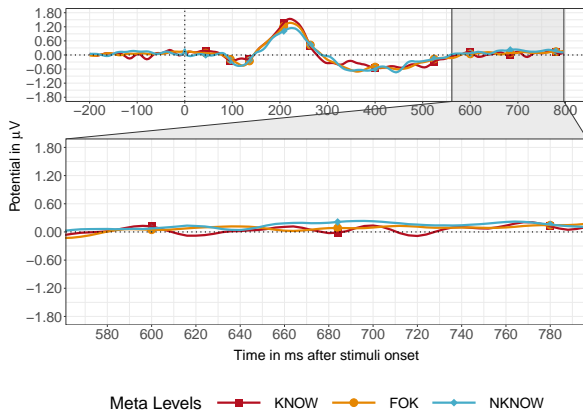 1.80
1.20
0.60
0.00
−0.60
−1.20
−1.80
−200 −100 0 100 200 300 400 500 600 700 800
Potential in μV
1.80
1.20
0.60
0.00
−0.60
−1.20
−1.80
580 600 620 640 660 680 700 720 740 760 780 800
Time in ms after stimuli onset
Meta Levels KNOW FOK NKNOW